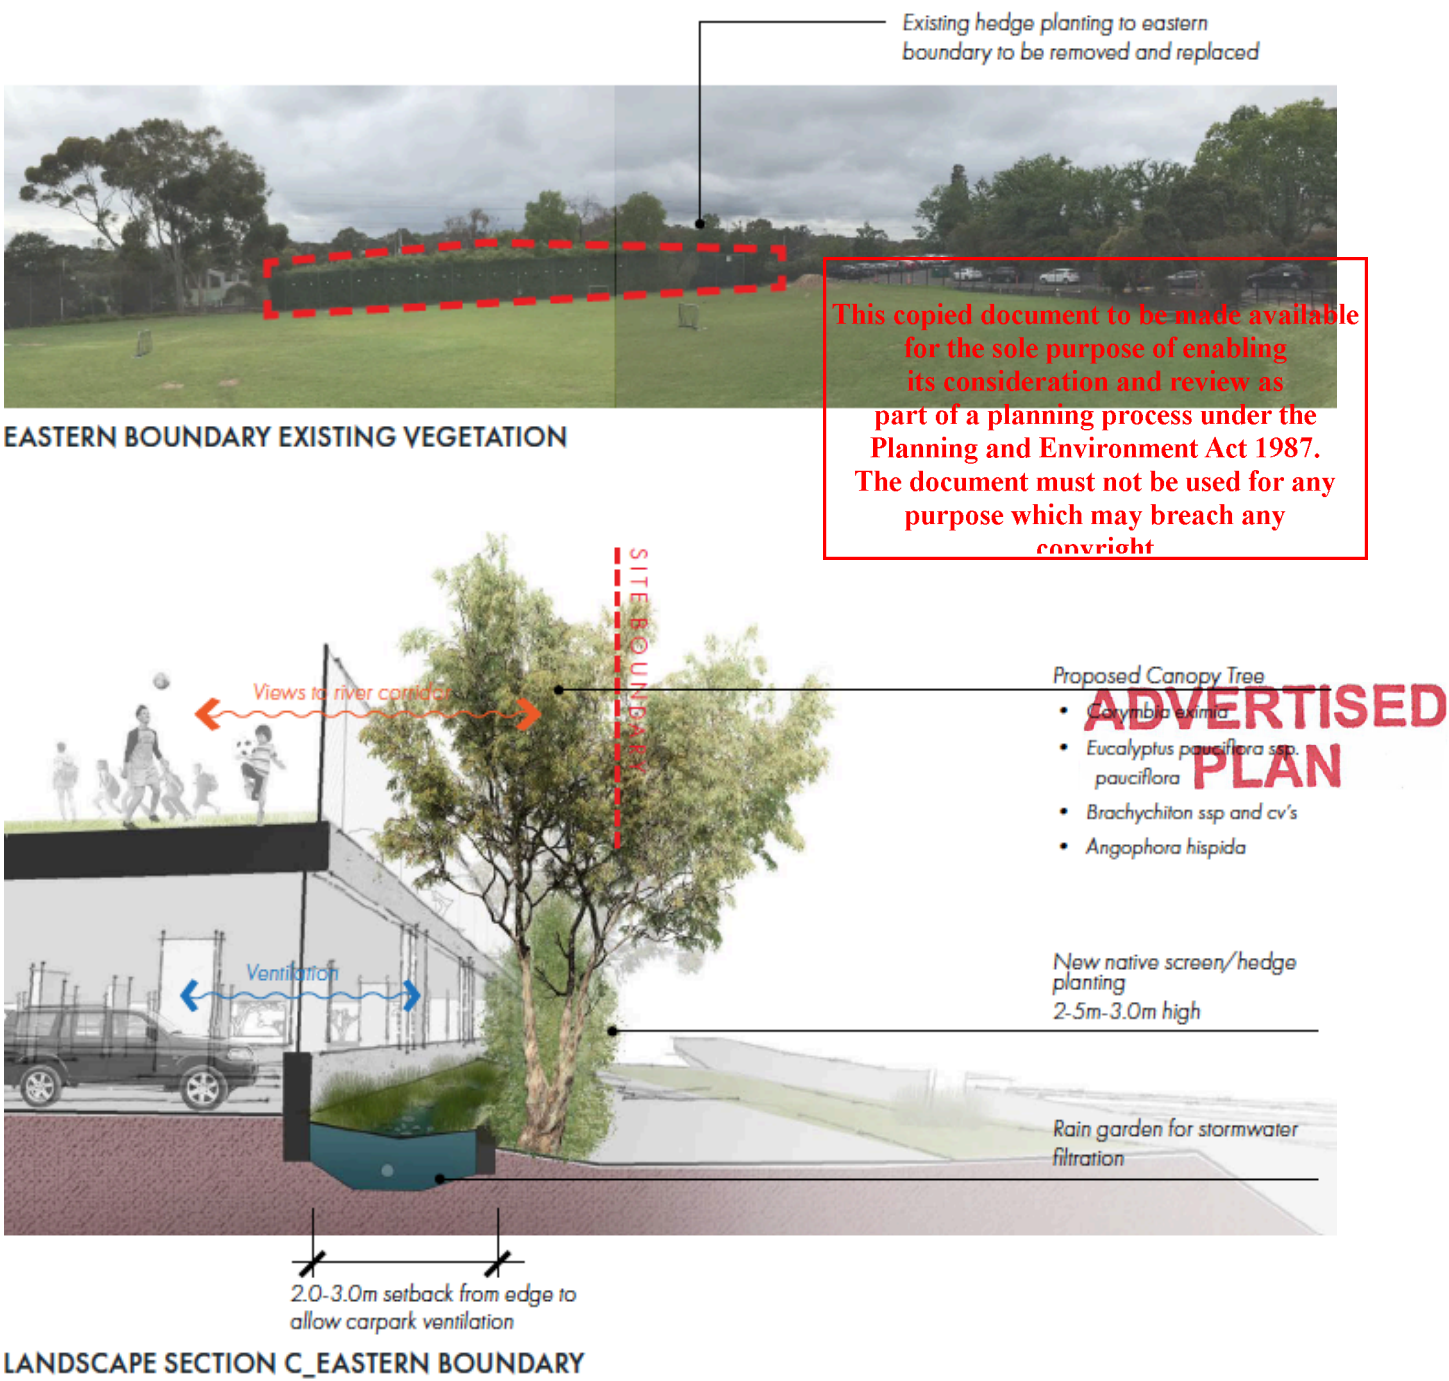 Existing hedge planting to eastern
boundary to be removed and replaced
This copied document to be made available
for the sole purpose of enabling
its consideration and review as
part of a planning process under the
Planning and Environment Act 1987.
The document must not be used for any
purpose which may breach any
copyright
EASTERN BOUNDARY EXISTING VEGETATION
SITE BOUNDARY
Views to river corridor
Proposed Canopy Tree
• Corymbia eximia
• Eucalyptus pauciflora ssp.
pauciflora
• Brachychiton ssp and cv's
• Angophora hispida
ADVERTISED
PLAN
Ventilation
New native screen/hedge
planting
2-5m-3.0m high
Rain garden for stormwater
filtration
2.0-3.0m setback from edge to
allow carpark ventilation
LANDSCAPE SECTION C_EASTERN BOUNDARY